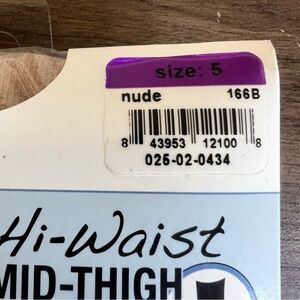 size: 5
nude 166B
8 43953 12100 8
025-02-0434
Hi-Waist
MID-THIGH